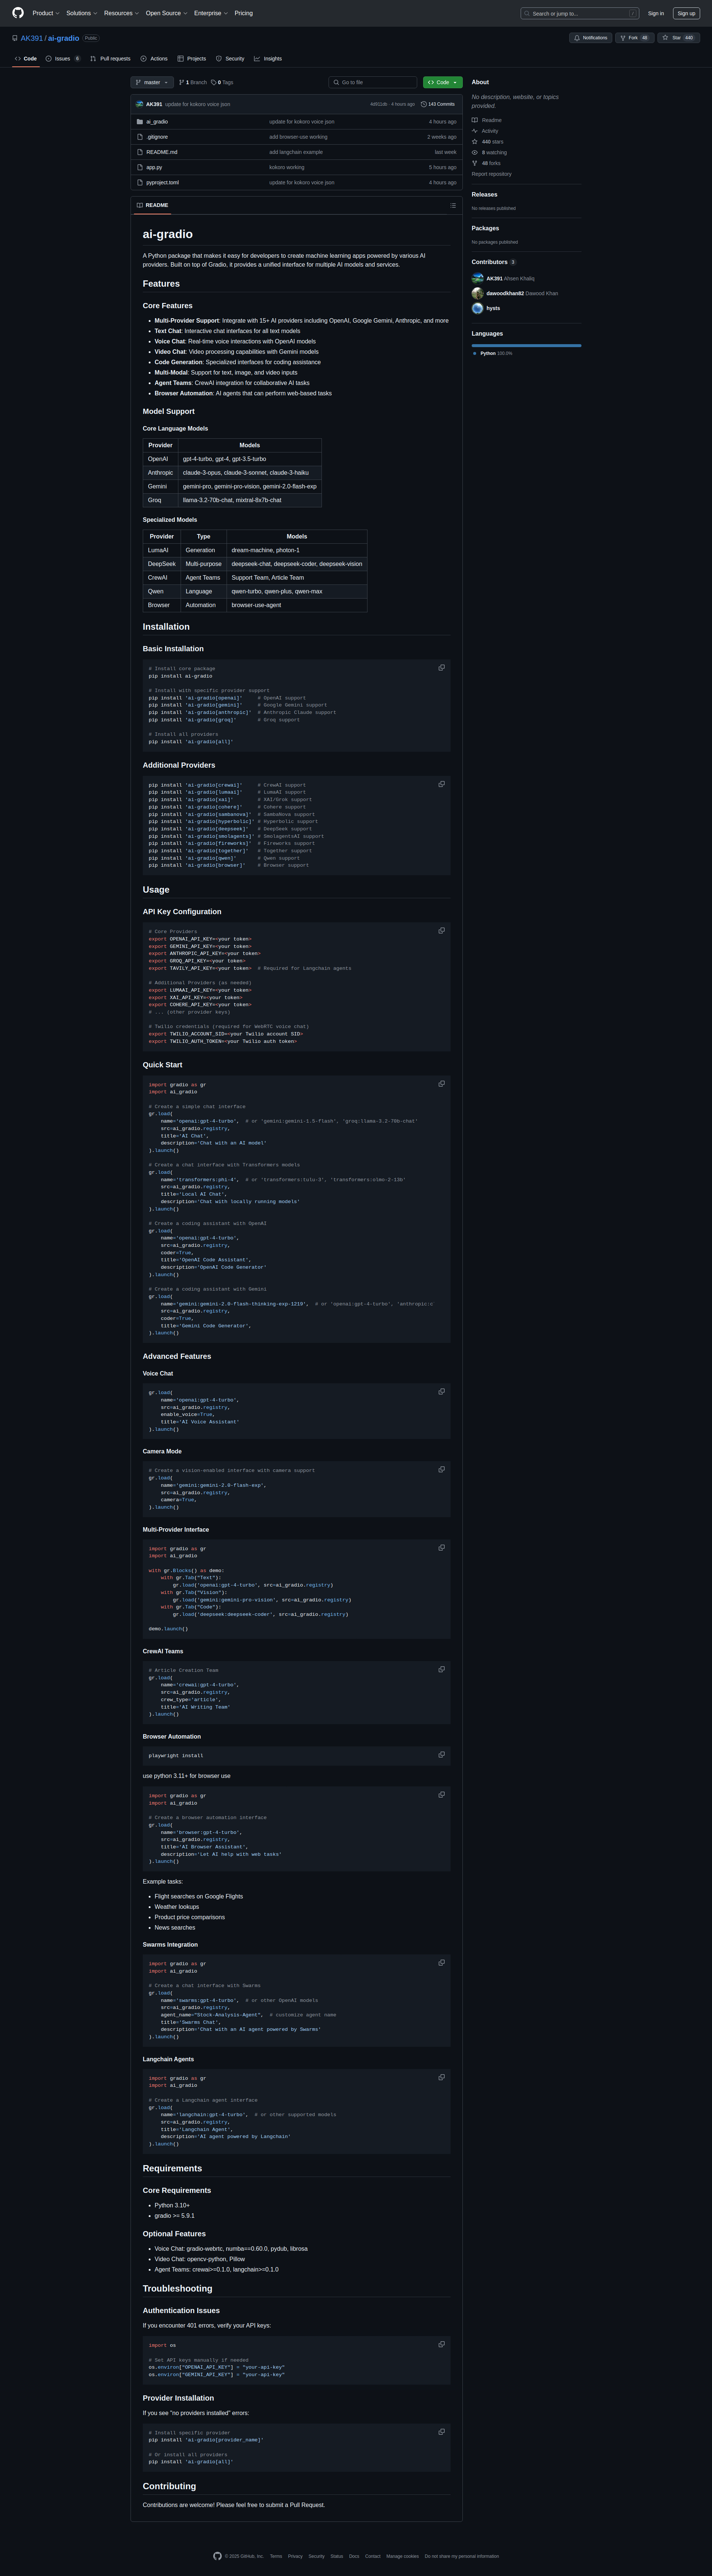 Product Solutions Resources Open Source Enterprise Pricing Search or jump to... / Sign in Sign up
AK391 / ai-gradio Public Notifications Fork 48 Star 440
Code Issues 6 Pull requests Actions Projects Security Insights
master 1 Branch 0 Tags Go to file Code
AK391 update for kokoro voice json · 4 hours ago 143 Commits
ai_gradio update for kokoro voice json 4 hours ago
.gitignore add browser-use working 2 weeks ago
README.md add langchain example last week
app.py kokoro working 5 hours ago
pyproject.toml update for kokoro voice json 4 hours ago
README
ai-gradio
A Python package that makes it easy for developers to create machine learning apps powered by various AI
providers. Built on top of Gradio, it provides a unified interface for multiple AI models and services.
Features
Core Features
Multi-Provider Support: Integrate with 15+ AI providers including OpenAI, Google Gemini, Anthropic, and more
Text Chat: Interactive chat interfaces for all text models
Voice Chat: Real-time voice interactions with OpenAI models
Video Chat: Video processing capabilities with Gemini models
Code Generation: Specialized interfaces for coding assistance
Multi-Modal: Support for text, image, and video inputs
Agent Teams: CrewAI integration for collaborative AI tasks
Browser Automation: AI agents that can perform web-based tasks
Model Support
Core Language Models
Provider Models
OpenAI gpt-4-turbo, gpt-4, gpt-3.5-turbo
Anthropic claude-3-opus, claude-3-sonnet, claude-3-haiku
Gemini gemini-pro, gemini-pro-vision, gemini-2.0-flash-exp
Groq llama-3.2-70b-chat, mixtral-8x7b-chat
Specialized Models
Provider Type Models
LumaAI Generation dream-machine, photon-1
DeepSeek Multi-purpose deepseek-chat, deepseek-coder, deepseek-vision
CrewAI Agent Teams Support Team, Article Team
Qwen Language qwen-turbo, qwen-plus, qwen-max
Browser Automation browser-use-agent
Installation
Basic Installation
# Install core package
pip install ai-gradio
# Install with specific provider support
pip install 'ai-gradio[openai]' # OpenAI support
pip install 'ai-gradio[gemini]' # Google Gemini support
pip install 'ai-gradio[anthropic]' # Anthropic Claude support
pip install 'ai-gradio[groq]' # Groq support
# Install all providers
pip install 'ai-gradio[all]'
Additional Providers
pip install 'ai-gradio[crewai]' # CrewAI support
pip install 'ai-gradio[lumaai]' # LumaAI support
pip install 'ai-gradio[xai]' # XAI/Grok support
pip install 'ai-gradio[cohere]' # Cohere support
pip install 'ai-gradio[sambanova]' # SambaNova support
pip install 'ai-gradio[hyperbolic]' # Hyperbolic support
pip install 'ai-gradio[deepseek]' # DeepSeek support
pip install 'ai-gradio[smolagents]' # SmolagentsAI support
pip install 'ai-gradio[fireworks]' # Fireworks support
pip install 'ai-gradio[together]' # Together support
pip install 'ai-gradio[qwen]' # Qwen support
pip install 'ai-gradio[browser]' # Browser support
Usage
API Key Configuration
# Core Providers
export OPENAI_API_KEY=<your token>
export GEMINI_API_KEY=<your token>
export ANTHROPIC_API_KEY=<your token>
export GROQ_API_KEY=<your token>
export TAVILY_API_KEY=<your token> # Required for Langchain agents
# Additional Providers (as needed)
export LUMAAI_API_KEY=<your token>
export XAI_API_KEY=<your token>
export COHERE_API_KEY=<your token>
# ... (other provider keys)
# Twilio credentials (required for WebRTC voice chat)
export TWILIO_ACCOUNT_SID=<your Twilio account SID>
export TWILIO_AUTH_TOKEN=<your Twilio auth token>
Quick Start
import gradio as gr
import ai_gradio
# Create a simple chat interface
gr.load(
name='openai:gpt-4-turbo', # or 'gemini:gemini-1.5-flash', 'groq:llama-3.2-70b-chat'
src=ai_gradio.registry,
title='AI Chat',
description='Chat with an AI model'
).launch()
# Create a chat interface with Transformers models
gr.load(
name='transformers:phi-4', # or 'transformers:tulu-3', 'transformers:olmo-2-13b'
src=ai_gradio.registry,
title='Local AI Chat',
description='Chat with locally running models'
).launch()
# Create a coding assistant with OpenAI
gr.load(
name='openai:gpt-4-turbo',
src=ai_gradio.registry,
coder=True,
title='OpenAI Code Assistant',
description='OpenAI Code Generator'
).launch()
# Create a coding assistant with Gemini
gr.load(
name='gemini:gemini-2.0-flash-thinking-exp-1219', # or 'openai:gpt-4-turbo', 'anthropic:c
src=ai_gradio.registry,
coder=True,
title='Gemini Code Generator',
).launch()
Advanced Features
Voice Chat
gr.load(
name='openai:gpt-4-turbo',
src=ai_gradio.registry,
enable_voice=True,
title='AI Voice Assistant'
).launch()
Camera Mode
# Create a vision-enabled interface with camera support
gr.load(
name='gemini:gemini-2.0-flash-exp',
src=ai_gradio.registry,
camera=True,
).launch()
Multi-Provider Interface
import gradio as gr
import ai_gradio
with gr.Blocks() as demo:
with gr.Tab("Text"):
gr.load('openai:gpt-4-turbo', src=ai_gradio.registry)
with gr.Tab("Vision"):
gr.load('gemini:gemini-pro-vision', src=ai_gradio.registry)
with gr.Tab("Code"):
gr.load('deepseek:deepseek-coder', src=ai_gradio.registry)
demo.launch()
CrewAI Teams
# Article Creation Team
gr.load(
name='crewai:gpt-4-turbo',
src=ai_gradio.registry,
crew_type='article',
title='AI Writing Team'
).launch()
Browser Automation
playwright install
use python 3.11+ for browser use
import gradio as gr
import ai_gradio
# Create a browser automation interface
gr.load(
name='browser:gpt-4-turbo',
src=ai_gradio.registry,
title='AI Browser Assistant',
description='Let AI help with web tasks'
).launch()
Example tasks:
Flight searches on Google Flights
Weather lookups
Product price comparisons
News searches
Swarms Integration
import gradio as gr
import ai_gradio
# Create a chat interface with Swarms
gr.load(
name='swarms:gpt-4-turbo', # or other OpenAI models
src=ai_gradio.registry,
agent_name="Stock-Analysis-Agent", # customize agent name
title='Swarms Chat',
description='Chat with an AI agent powered by Swarms'
).launch()
Langchain Agents
import gradio as gr
import ai_gradio
# Create a Langchain agent interface
gr.load(
name='langchain:gpt-4-turbo', # or other supported models
src=ai_gradio.registry,
title='Langchain Agent',
description='AI agent powered by Langchain'
).launch()
Requirements
Core Requirements
Python 3.10+
gradio >= 5.9.1
Optional Features
Voice Chat: gradio-webrtc, numba==0.60.0, pydub, librosa
Video Chat: opencv-python, Pillow
Agent Teams: crewai>=0.1.0, langchain>=0.1.0
Troubleshooting
Authentication Issues
If you encounter 401 errors, verify your API keys:
import os
# Set API keys manually if needed
os.environ["OPENAI_API_KEY"] = "your-api-key"
os.environ["GEMINI_API_KEY"] = "your-api-key"
Provider Installation
If you see "no providers installed" errors:
# Install specific provider
pip install 'ai-gradio[provider_name]'
# Or install all providers
pip install 'ai-gradio[all]'
Contributing
Contributions are welcome! Please feel free to submit a Pull Request.
About
No description, website, or topics
provided.
Readme
Activity
440 stars
8 watching
48 forks
Report repository
Releases
No releases published
Packages
No packages published
Contributors 3
AK391 Ahsen Khaliq
dawoodkhan82 Dawood Khan
hysts
Languages
Python 100.0%
© 2025 GitHub, Inc. Terms Privacy Security Status Docs Contact Manage cookies Do not share my personal information